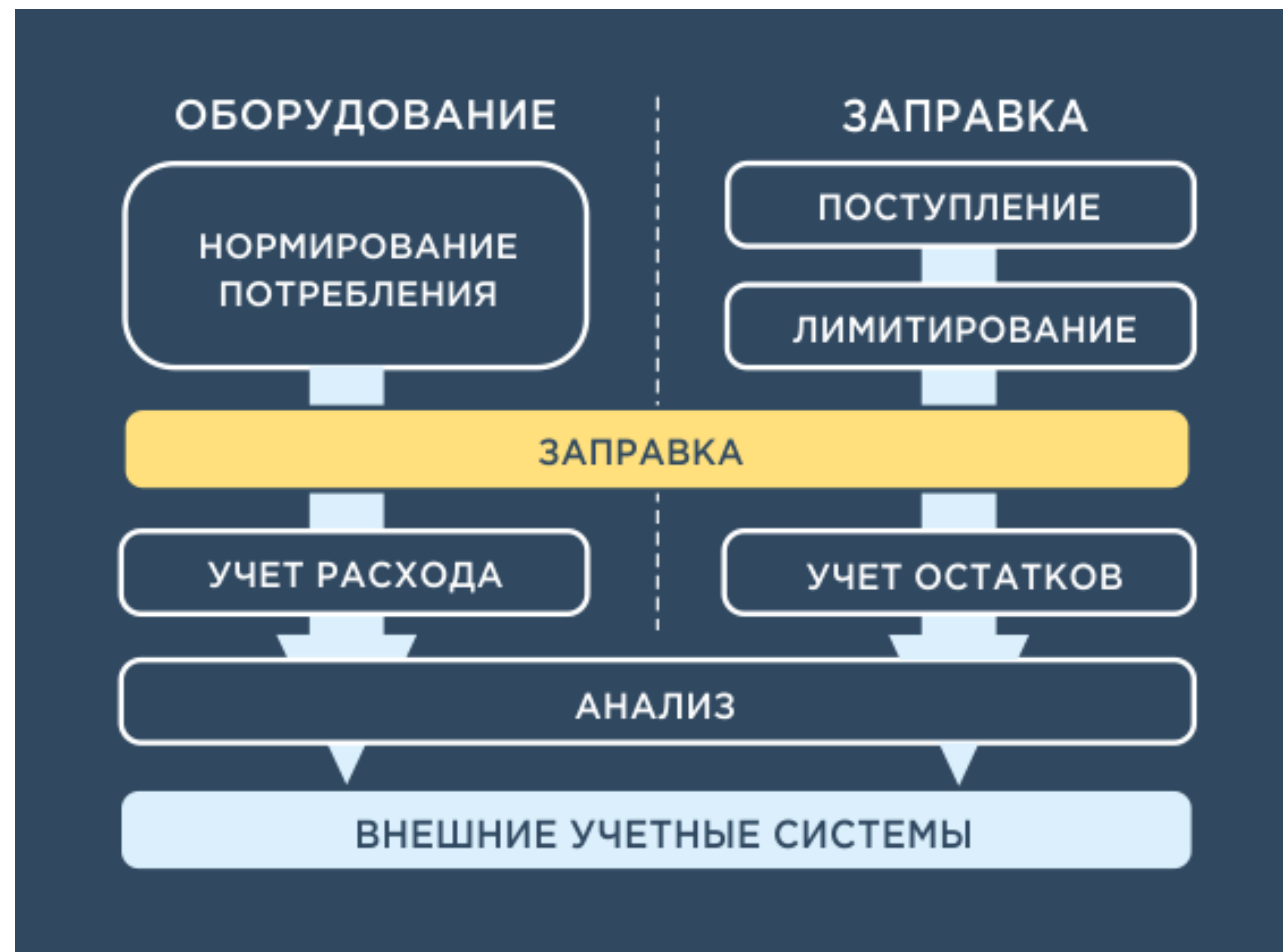 ОБОРУДОВАНИЕ
НОРМИРОВАНИЕ
ПОТРЕБЛЕНИЯ
ЗАПРАВКА
ПОСТУПЛЕНИЕ
ЛИМИТИРОВАНИЕ
ЗАПРАВКА
УЧЕТ РАСХОДА
УЧЕТ ОСТАТКОВ
АНАЛИЗ
ВНЕШНИЕ УЧЕТНЫЕ СИСТЕМЫ